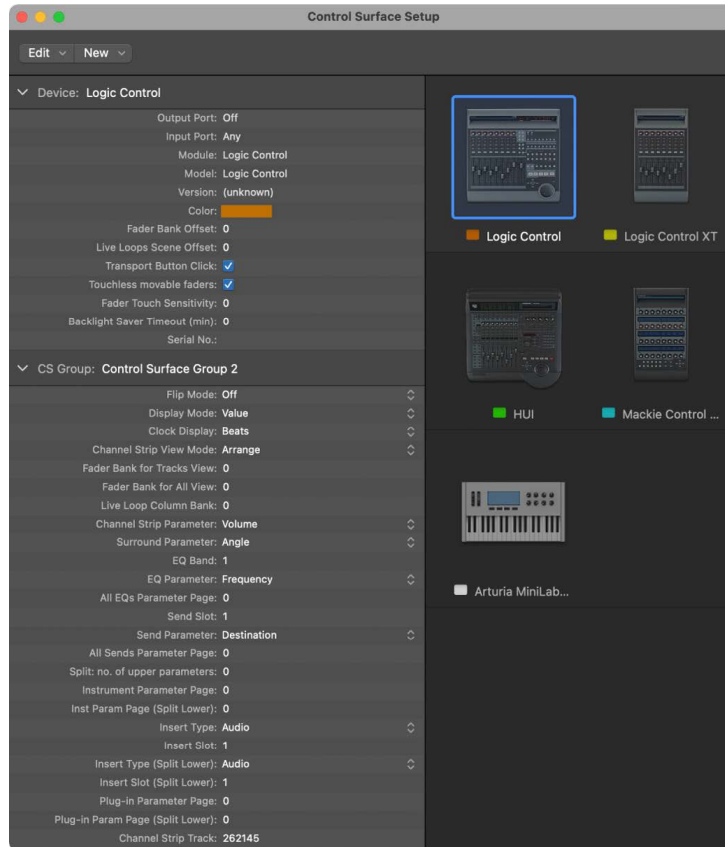 Control Surface Setup
Edit New
Device: Logic Control
Output Port: Off
Input Port: Any
Module: Logic Control
Model: Logic Control
Version: (unknown)
Color:
Fader Bank Offset: 0
Live Loops Scene Offset: 0
Transport Button Click:
Touchless movable faders:
Fader Touch Sensitivity: 0
Backlight Saver Timeout (min): 0
Serial No.:
CS Group: Control Surface Group 2
Flip Mode: Off
Display Mode: Value
Clock Display: Beats
Channel Strip View Mode: Arrange
Fader Bank for Tracks View: 0
Fader Bank for All View: 0
Live Loop Column Bank: 0
Channel Strip Parameter: Volume
Surround Parameter: Angle
EQ Band: 1
EQ Parameter: Frequency
All EQs Parameter Page: 0
Send Slot: 1
Send Parameter: Destination
All Sends Parameter Page: 0
Split: no. of upper parameters: 0
Instrument Parameter Page: 0
Inst Param Page (Split Lower): 0
Insert Type: Audio
Insert Slot: 1
Insert Type (Split Lower): Audio
Insert Slot (Split Lower): 1
Plug-in Parameter Page: 0
Plug-in Param Page (Split Lower): 0
Channel Strip Track: 262145
Logic Control
Logic Control XT
HUI
Mackie Control ...
Arturia MiniLab...